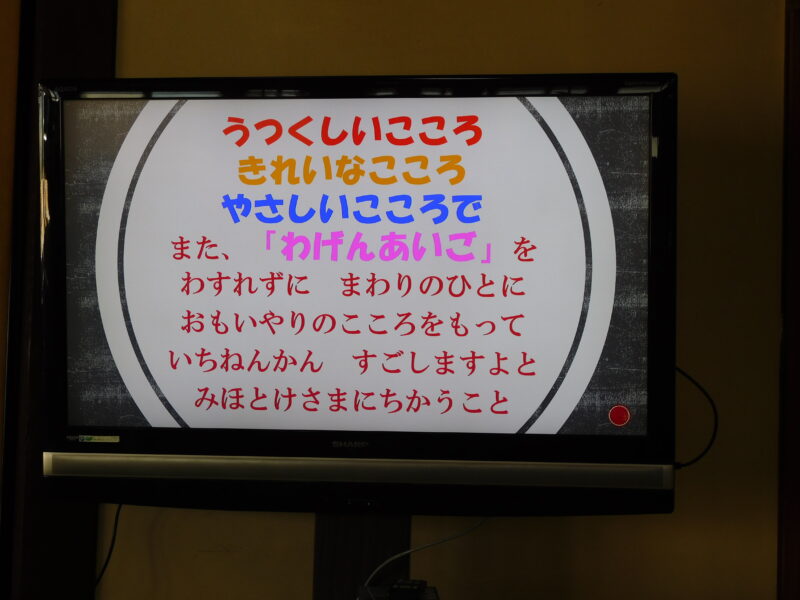 うつくしいこころ
きれいなこころ
やさしいこころで
また、「わげんあいご」を
わすれずに　まわりのひとに
おもいやりのこころをもって
いちねんかん　すごしますよと
みほとけさまにちかうこと
SHARP